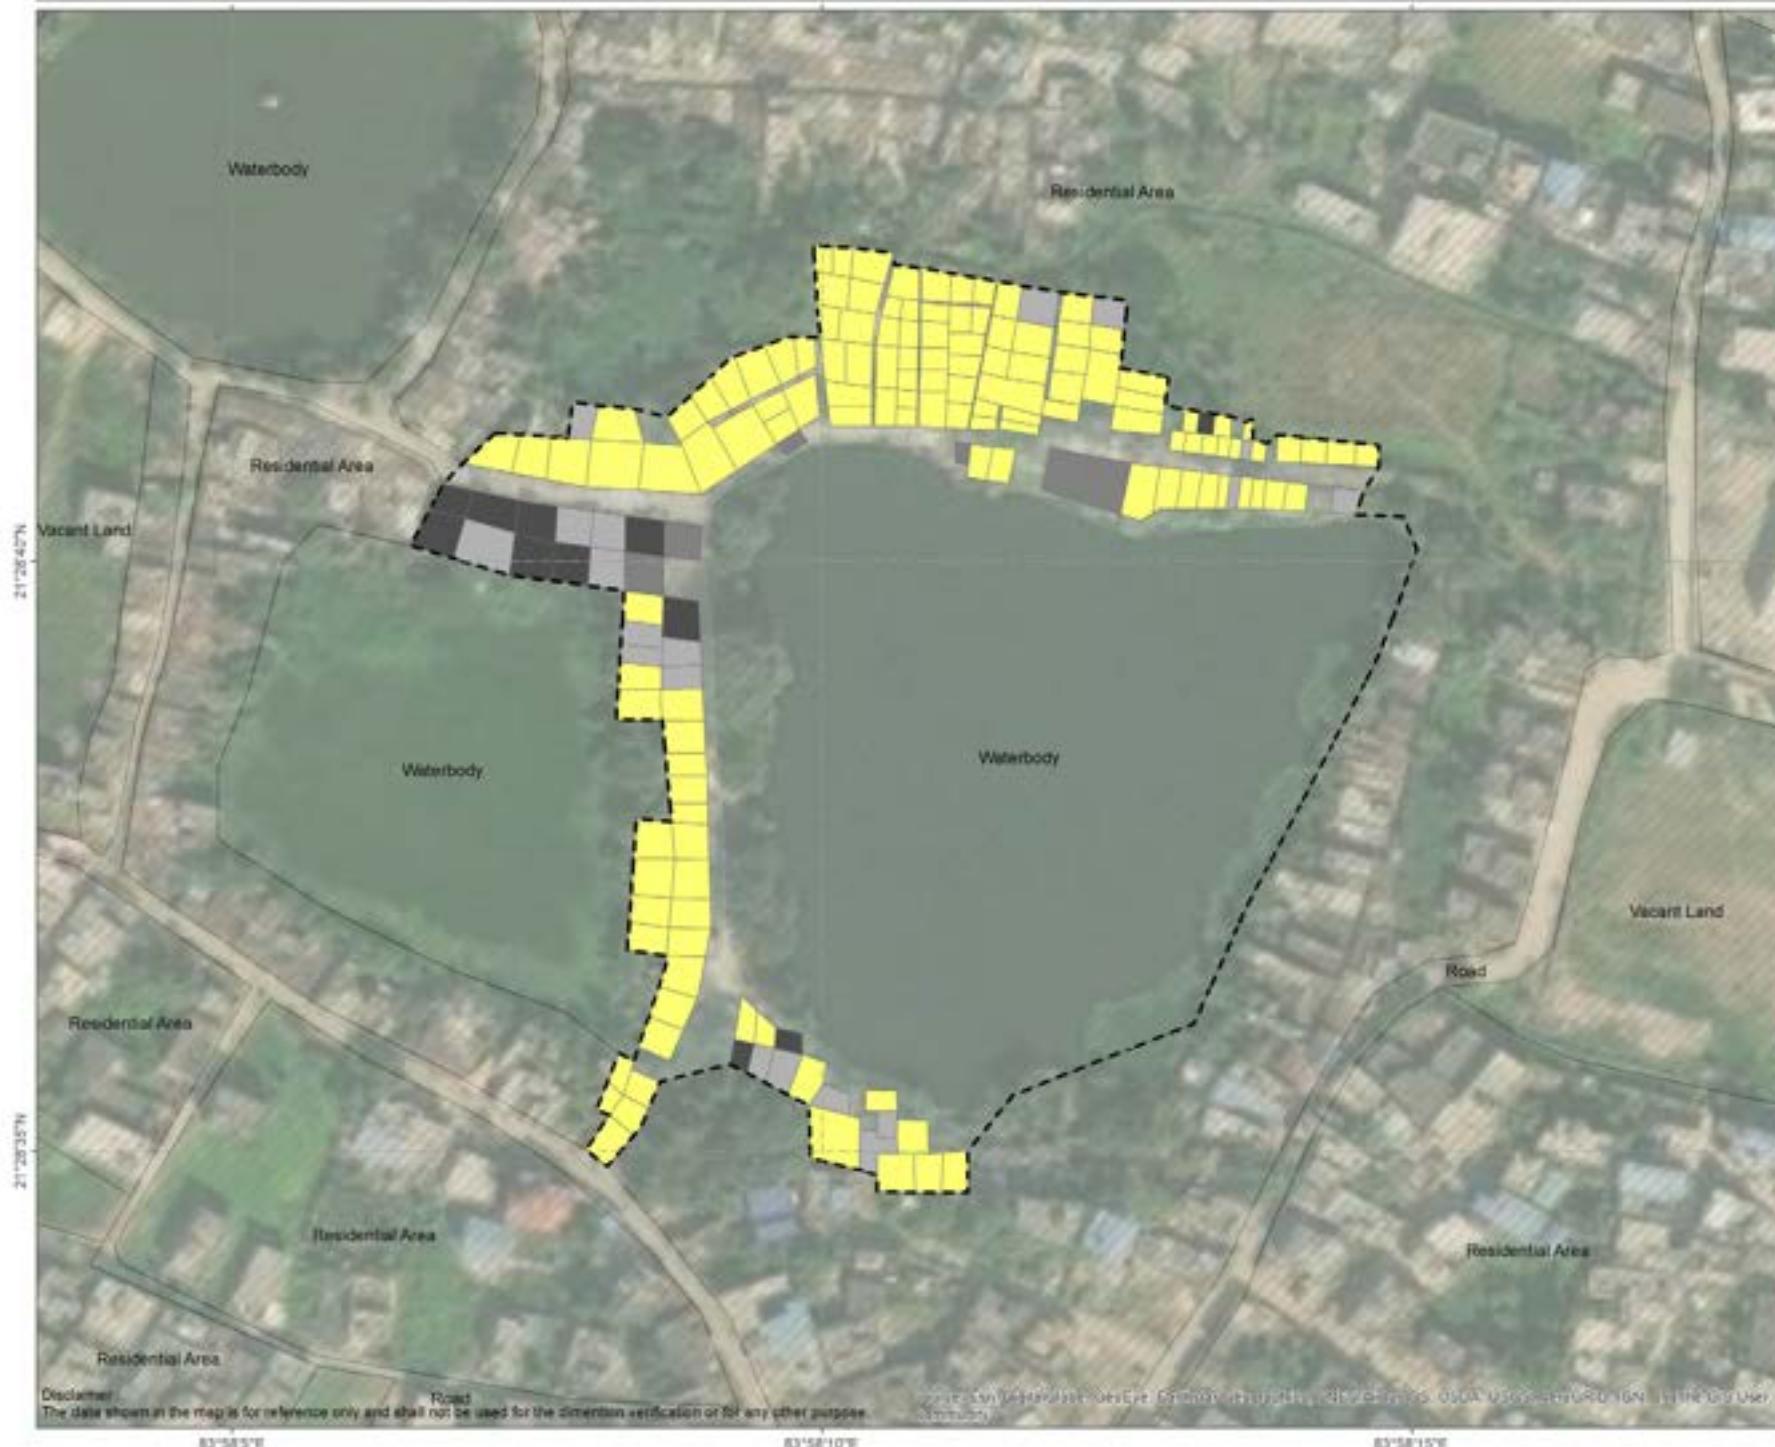 Waterbody
Residential Area
Residential Area
Vacant Land
21°28'40"N
Waterbody
Waterbody
Vacant Land
Road
Residential Area
21°28'35"N
Residential Area
Residential Area
Residential Area
Road
Disclaimer:
The data shown in the map is for reference only and shall not be used for the dimention verification or for any other purpose.
83°58'5"E
83°58'10"E
83°58'15"E